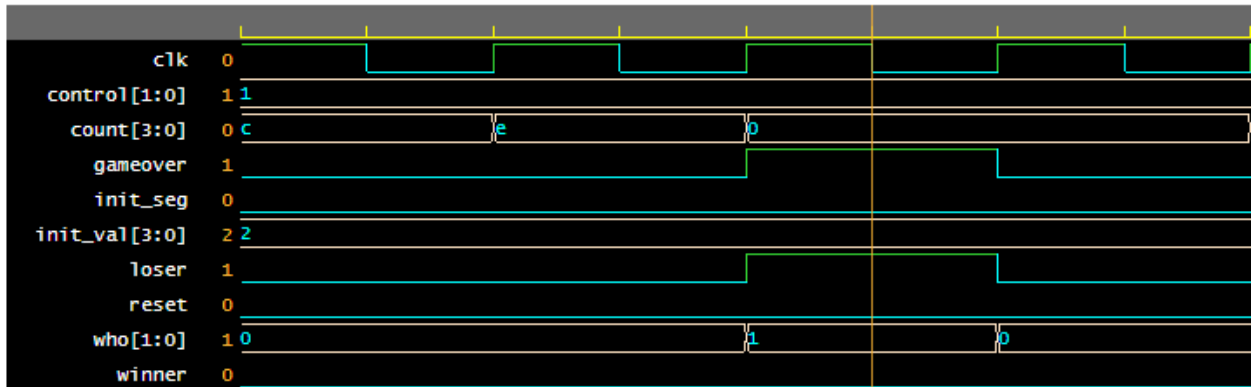 clk 0
control[1:0] 1 1
count[3:0] 0 c e 0
gameover 1
init_seg 0
init_val[3:0] 2 2
loser 1
reset 0
who[1:0] 1 0 1 0
winner 0